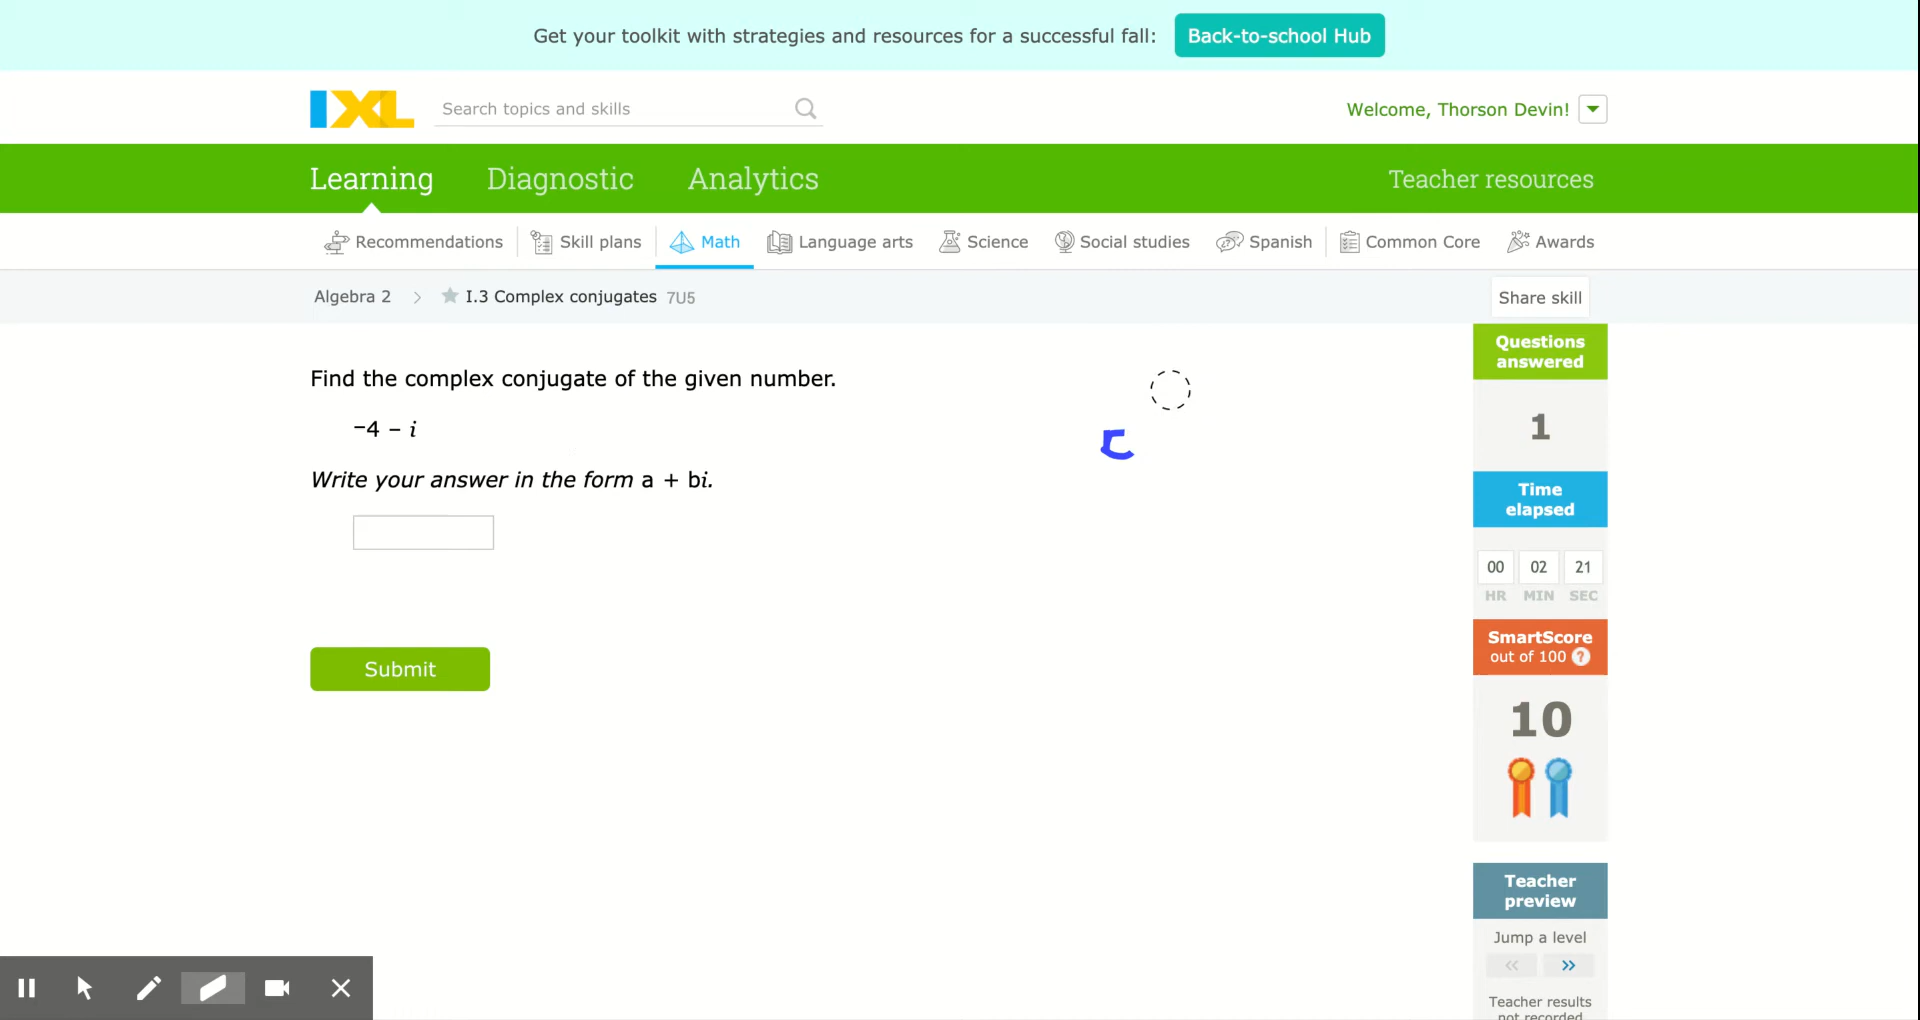 Get your toolkit with strategies and resources for a successful fall: Back-to-school Hub
IXL Search topics and skills Welcome, Thorson Devin!
Learning Diagnostic Analytics Teacher resources
Recommendations Skill plans Math Language arts Science Social studies Spanish Common Core Awards
Algebra 2 > I.3 Complex conjugates 7U5 Share skill
Find the complex conjugate of the given number.
-4 – i
Write your answer in the form a + bi.
Submit
Questions
answered
1
Time
elapsed
00 02 21
HR MIN SEC
SmartScore
out of 100 ?
10
Teacher
preview
Jump a level
<< >>
Teacher results
not recorded